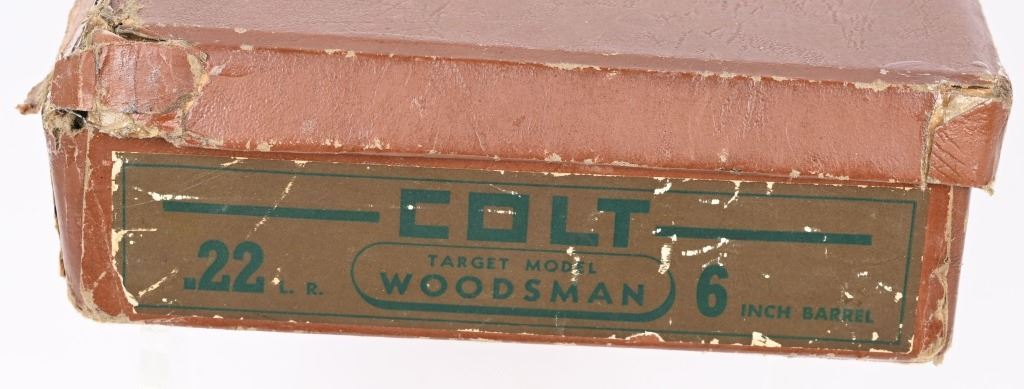 COLT
.22 L. R.
TARGET MODEL
WOODSMAN
6 INCH BARREL